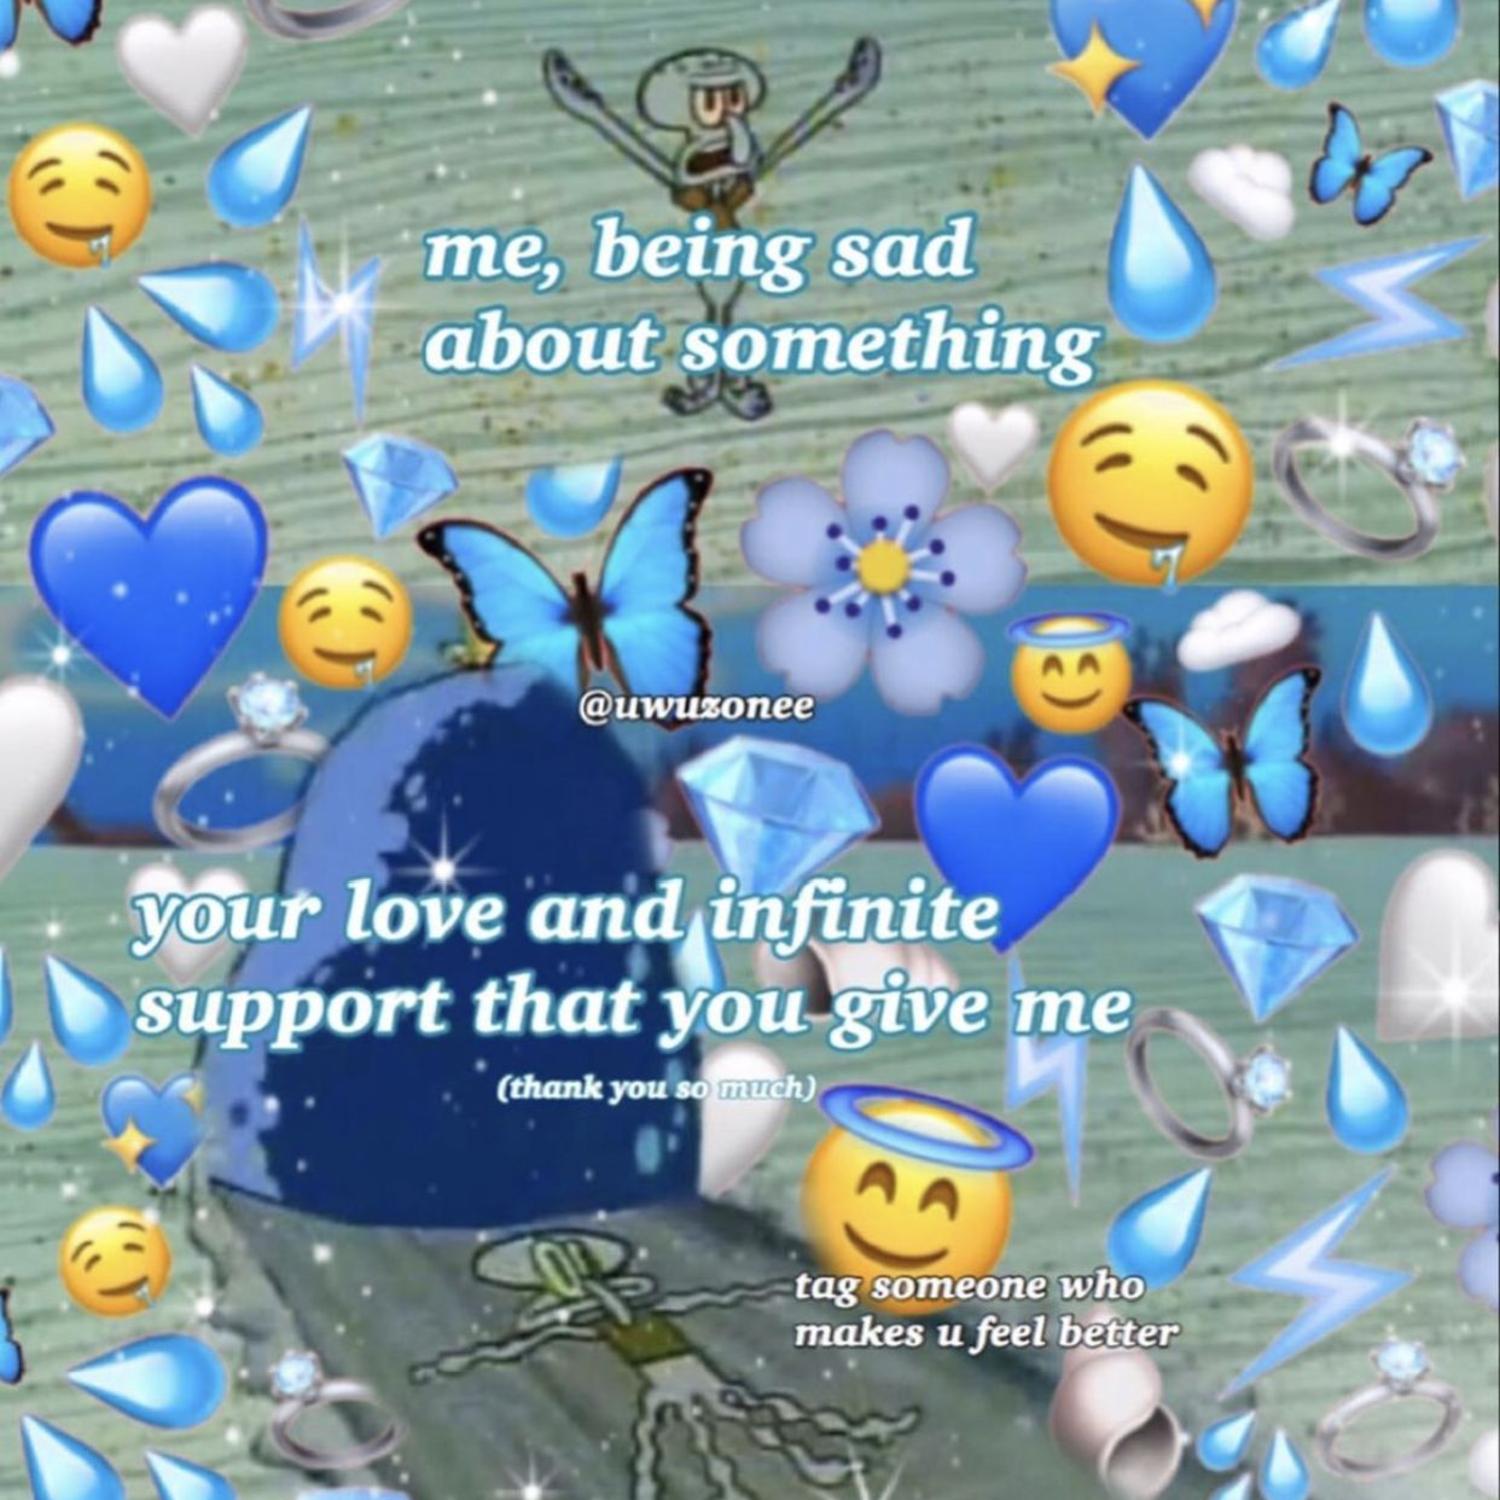 me, being sad
about something
@uwuzonee
your love and infinite
support that you give me
(thank you so much)
tag someone who
makes u feel better